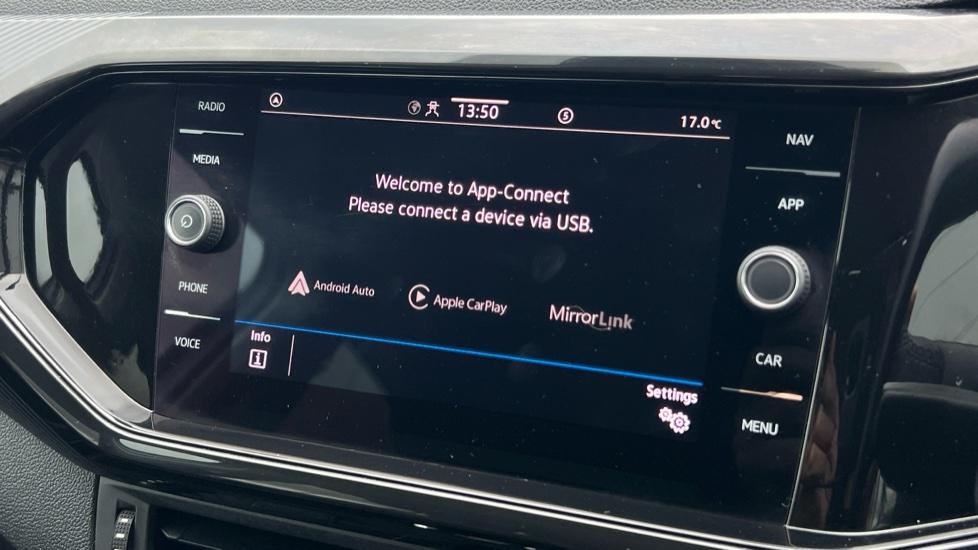 RADIO
MEDIA
PHONE
VOICE
13:50
5
17.0°C
Welcome to App-Connect
Please connect a device via USB.
Android Auto
Apple CarPlay
MirrorLink
Info
i
Settings
NAV
APP
CAR
MENU